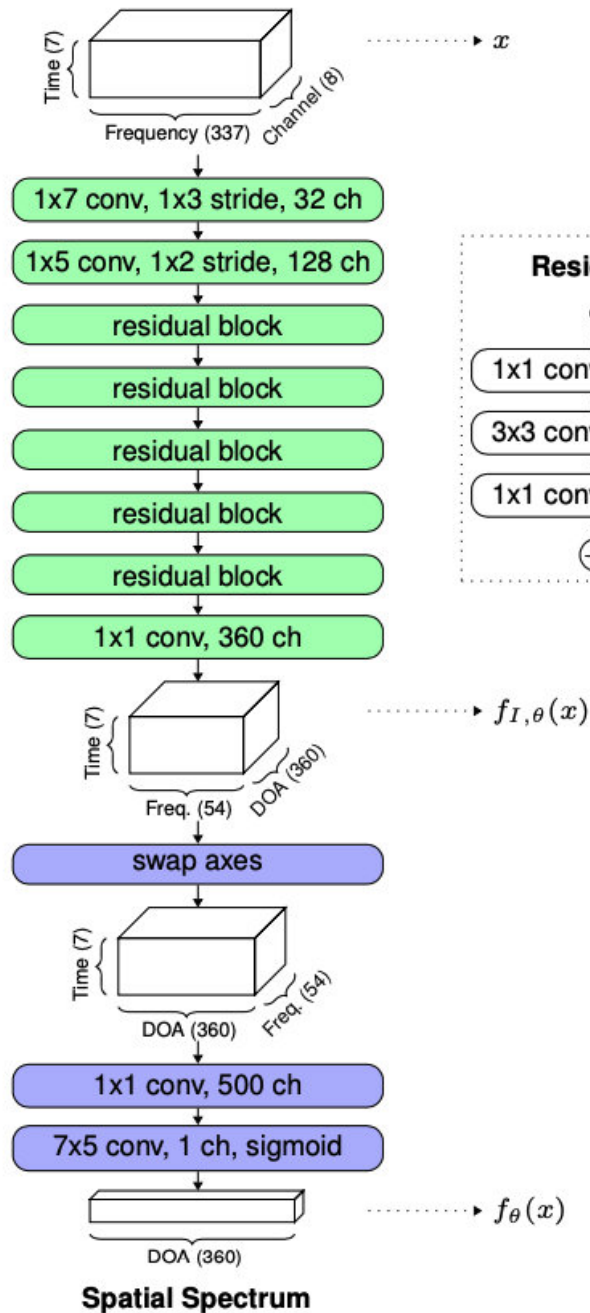 Time (7)
x
Frequency (337)
Channel (8)
1x7 conv, 1x3 stride, 32 ch
1x5 conv, 1x2 stride, 128 ch
residual block
residual block
residual block
residual block
residual block
1x1 conv, 360 ch
1x1 conv
3x3 conv
1x1 conv
Time (7)
f_{I,θ}(x)
Freq. (54)
DOA (360)
swap axes
Time (7)
DOA (360)
Freq. (54)
1x1 conv, 500 ch
7x5 conv, 1 ch, sigmoid
f_θ(x)
DOA (360)
Spatial Spectrum